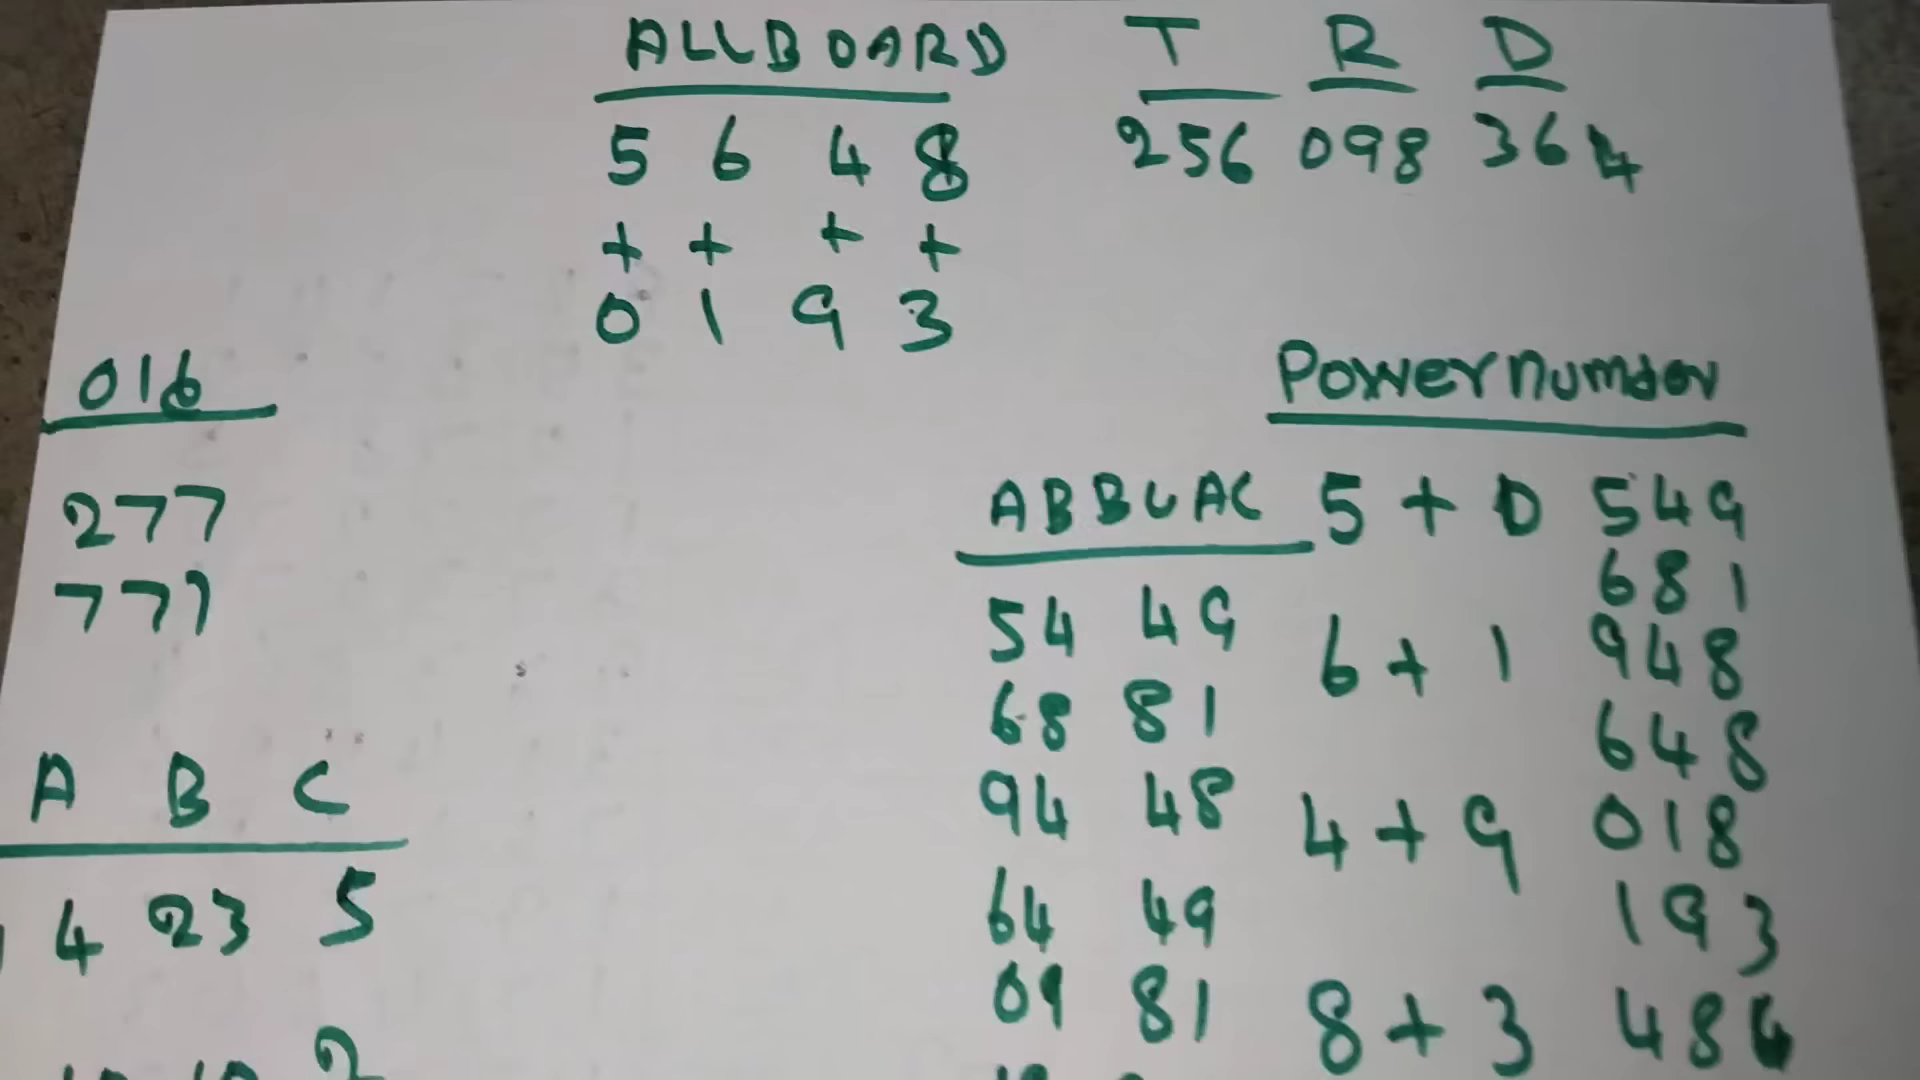 ALLBOARD T R D
5 6 4 8 256 098 364
+ + + +
0 1 9 3
016
277
777
A B C
4 23 5
2
Powernumber
ABBCAC
54 49
68 81
94 48
64 49
09 81
5 + 0
6 + 1
4 + 9
8 + 3
549
681
948
648
018
193
484